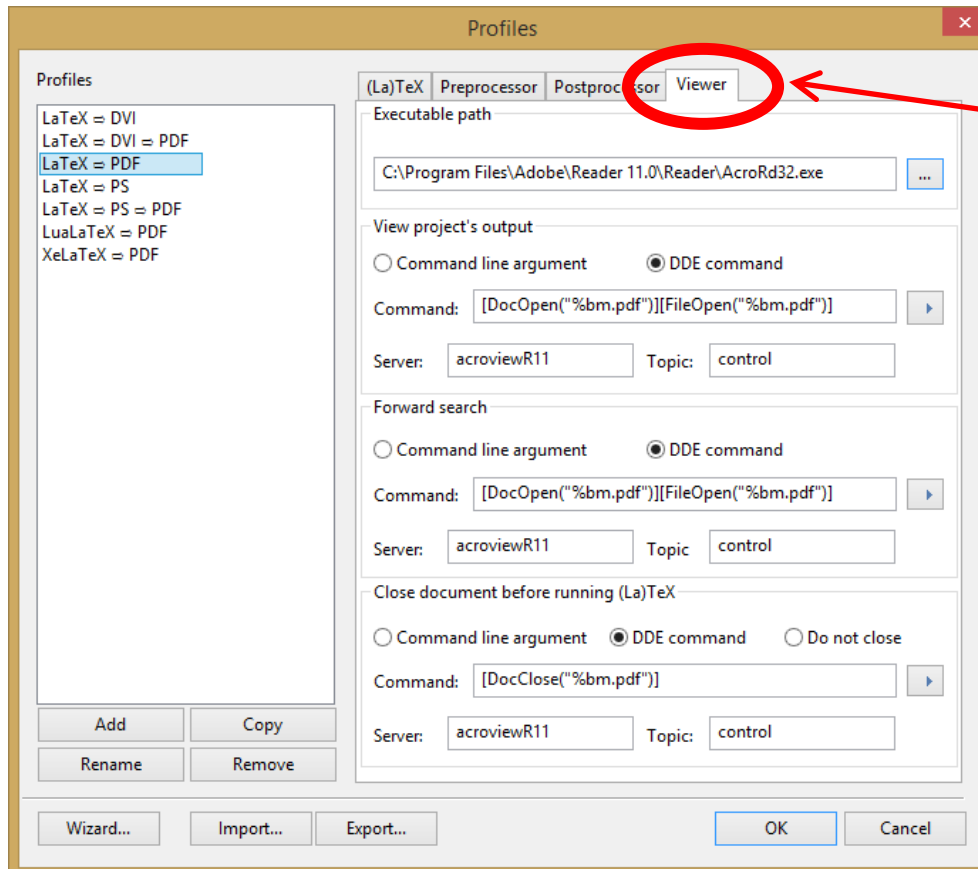 Profiles
×
Profiles
LaTeX ⇨ DVI
LaTeX ⇨ DVI ⇨ PDF
LaTeX ⇨ PDF
LaTeX ⇨ PS
LaTeX ⇨ PS ⇨ PDF
LuaLaTeX ⇨ PDF
XeLaTeX ⇨ PDF
Add
Copy
Rename
Remove
(La)TeX Preprocessor Postprocessor Viewer
Executable path
C:\Program Files\Adobe\Reader 11.0\Reader\AcroRd32.exe ...
View project's output
Command line argument DDE command
Command: [DocOpen("%bm.pdf")][FileOpen("%bm.pdf")]
Server: acroviewR11 Topic: control
Forward search
Command line argument DDE command
Command: [DocOpen("%bm.pdf")][FileOpen("%bm.pdf")]
Server: acroviewR11 Topic control
Close document before running (La)TeX
Command line argument DDE command Do not close
Command: [DocClose("%bm.pdf")]
Server: acroviewR11 Topic: control
Wizard... Import... Export... OK Cancel